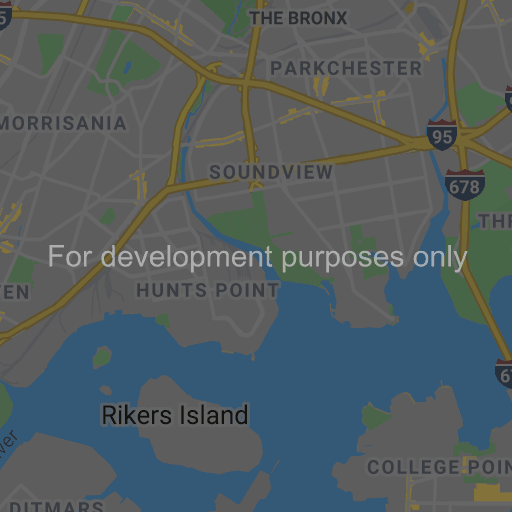 THE BRONX
PARKCHESTER
MORRISANIA
95
SOUNDVIEW
678
For development purposes only
HUNTS POINT
Rikers Island
COLLEGE POIN
DITMARS